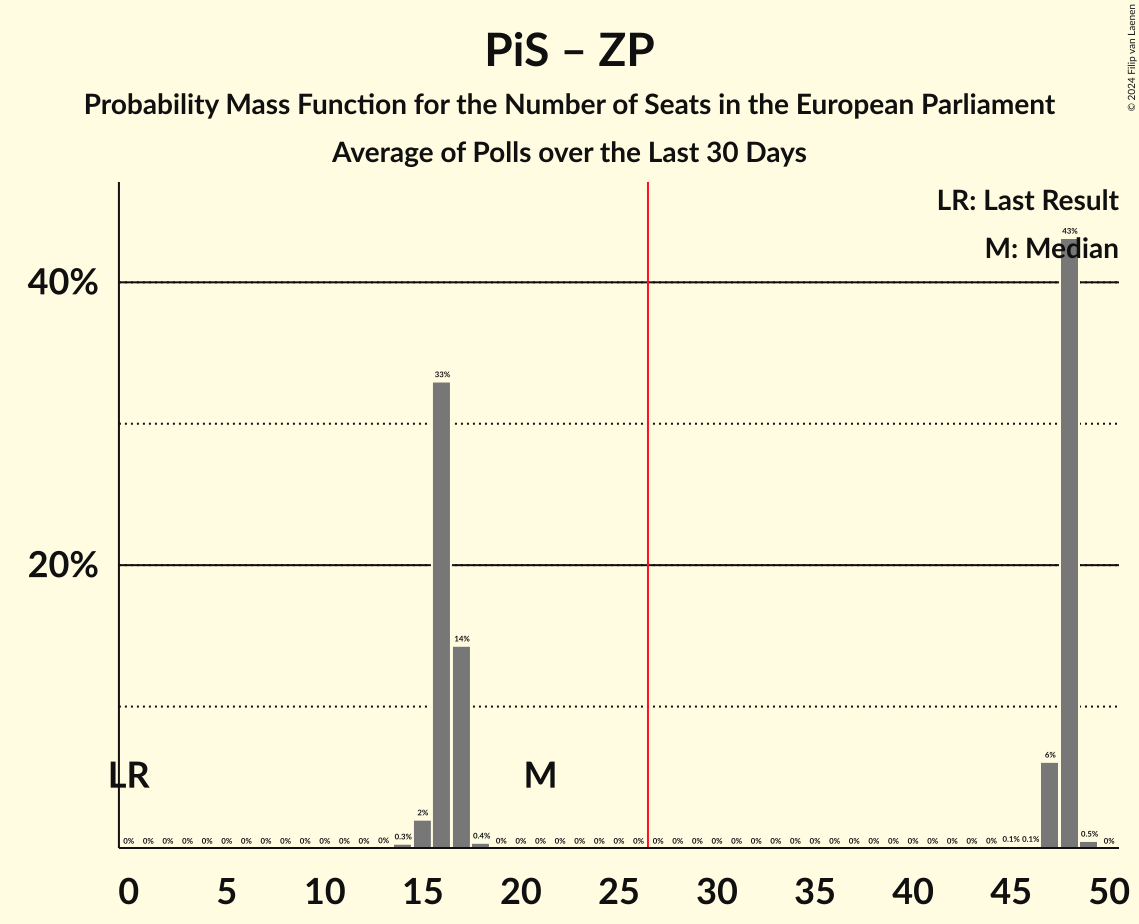 PiS – ZP
© 2024 Filip van Laenen
Probability Mass Function for the Number of Seats in the European Parliament
Average of Polls over the Last 30 Days
LR: Last Result
M: Median
43%
40%
33%
20%
14%
LR
M
6%
2%
0% 0% 0% 0% 0% 0% 0% 0% 0% 0% 0% 0% 0% 0% 0.3% 0.4% 0% 0% 0% 0% 0% 0% 0% 0% 0% 0% 0% 0% 0% 0% 0% 0% 0% 0% 0% 0% 0% 0% 0% 0% 0.1% 0.1% 0.5% 0%
0 5 10 15 20 25 30 35 40 45 50